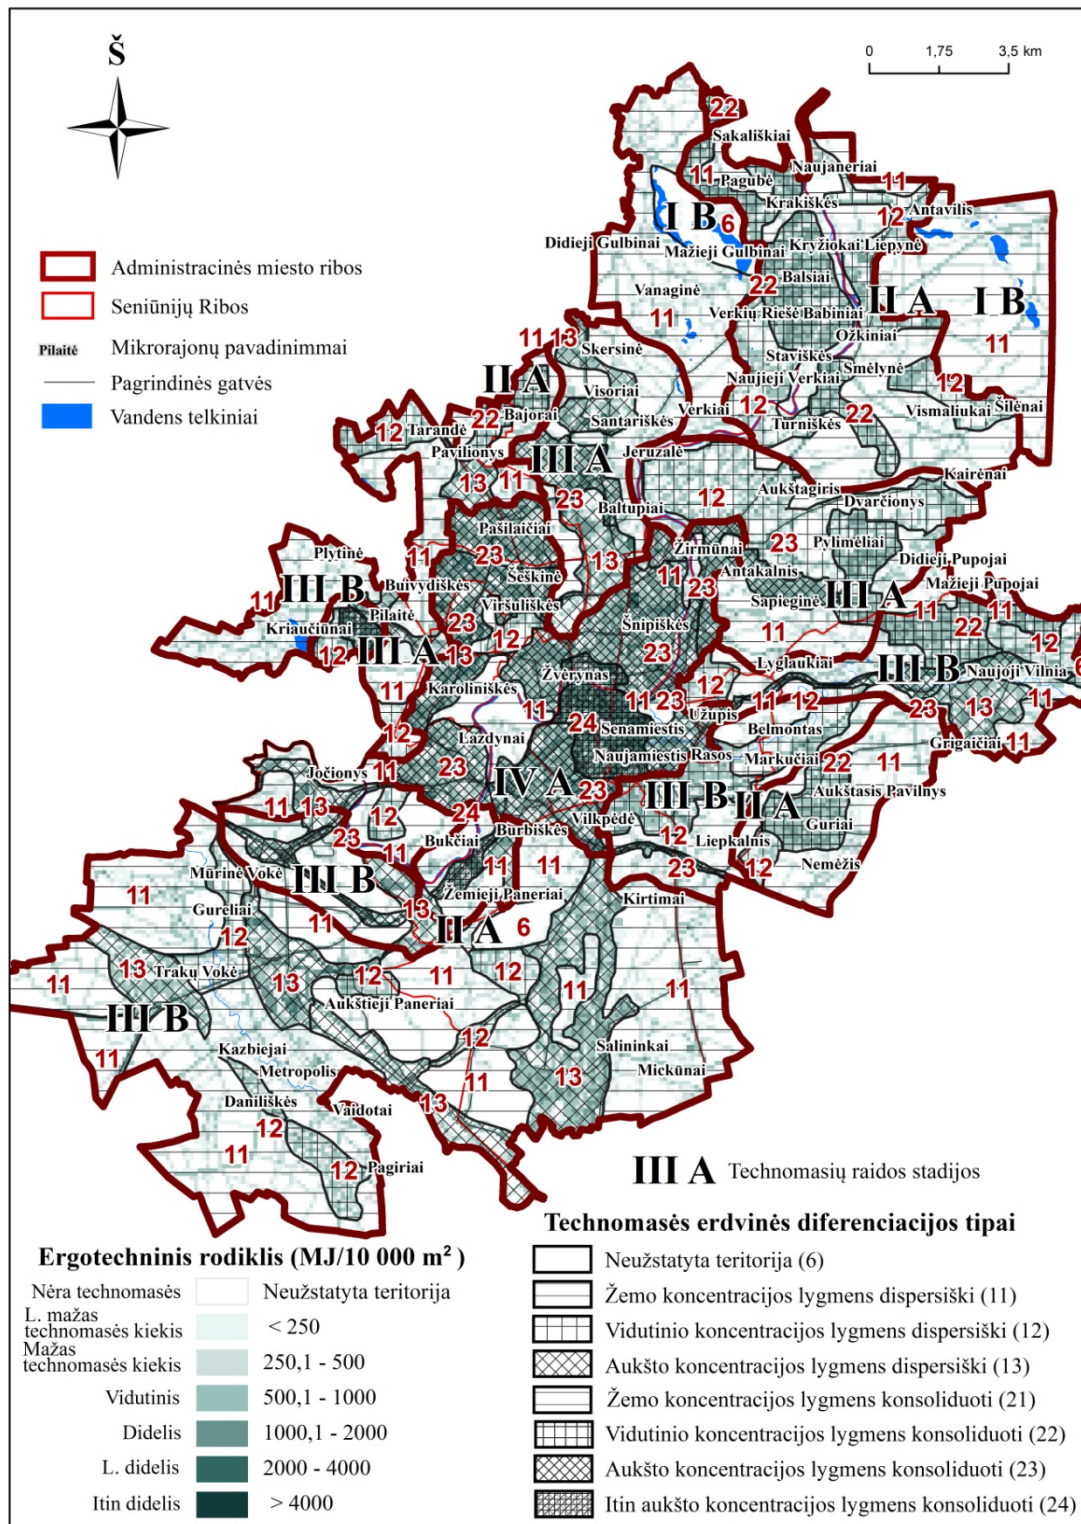 Š
0 1,75 3,5 km
22
Sakališkiai
Naujaneriai
11
Pagubė
11
Krakiškės
Antavilis
12
I B
6
Didieji Gulbinai
Mažieji Gulbinai
Kryžiokai Liepynė
Balsiai
22
Vanaginė
11
II A
I B
Verkių Riešė Babiniai
Ožkiniai
11
11
13
Skersinė
Staviškės
Smėlynė
II A
Visoriai
Naujieji Verkiai
12
12
22
Bajorai
Santariškės
Verkiai
22
Vismaliukai
Šilėnai
Turniškės
12
Tarandė
Pavilionys
III A
Jeruzalė
Kairėnai
13
11
12
Aukštagiris
Dvarčionys
23
Baltupiai
Pašilaičiai
Pylimėliai
23
Žirmūnai
23
Didieji Pupojai
Plytinė
11
Šeškinė
13
11
Antakalnis
Mažieji Pupojai
III B
Buivydiškės
23
Sapieginė
III A
11
11
11
Pilaitė
Viršuliškės
Kriaučiūnai
23
Šnipiškės
11
22
12
12
III A
13
12
23
Lyglaukiai
III B
Naujoji Vilnia
6
Žvėrynas
12
11
Karoliniškės
11
11
23
11
12
23
13
11
Užupis
24
Senamiestis
Belmontas
Grigaičiai
11
12
Lazdynai
Naujamiestis Rasos
Markučiai
22
11
Jočionys
11
23
IV A
23
III B
II A
Aukštasis Pavilnys
11
13
12
24
Vilkpėdė
Guriai
23
Bukčiai
Burbiškės
12
Liepkalnis
11
11
11
12
Nemėžis
Mūrinė Vokė
III B
Žemieji Paneriai
23
11
13
Kirtimai
Gureliai
11
II A
6
12
13
Trakų Vokė
12
11
12
11
13
11
11
Aukštieji Paneriai
III B
12
Salininkai
11
Kazbiejai
Metropolis
11
13
Mickūnai
Daniliškės
Vaidotai
13
12
11
12
Pagiriai
Administracinės miesto ribos
Seniūnijų Ribos
Pilaitė Mikrorajonų pavadinimmai
Pagrindinės gatvės
Vandens telkiniai
III A Technomasių raidos stadijos
Ergotechninis rodiklis (MJ/10 000 m²)
Nėra technomasės Neužstatyta teritorija
L. mažas
technomasės kiekis < 250
Mažas
technomasės kiekis 250,1 - 500
Vidutinis 500,1 - 1000
Didelis 1000,1 - 2000
L. didelis 2000 - 4000
Itin didelis > 4000
Technomasės erdvinės diferenciacijos tipai
Neužstatyta teritorija (6)
Žemo koncentracijos lygmens dispersiški (11)
Vidutinio koncentracijos lygmens dispersiški (12)
Aukšto koncentracijos lygmens dispersiški (13)
Žemo koncentracijos lygmens konsoliduoti (21)
Vidutinio koncentracijos lygmens konsoliduoti (22)
Aukšto koncentracijos lygmens konsoliduoti (23)
Itin aukšto koncentracijos lygmens konsoliduoti (24)